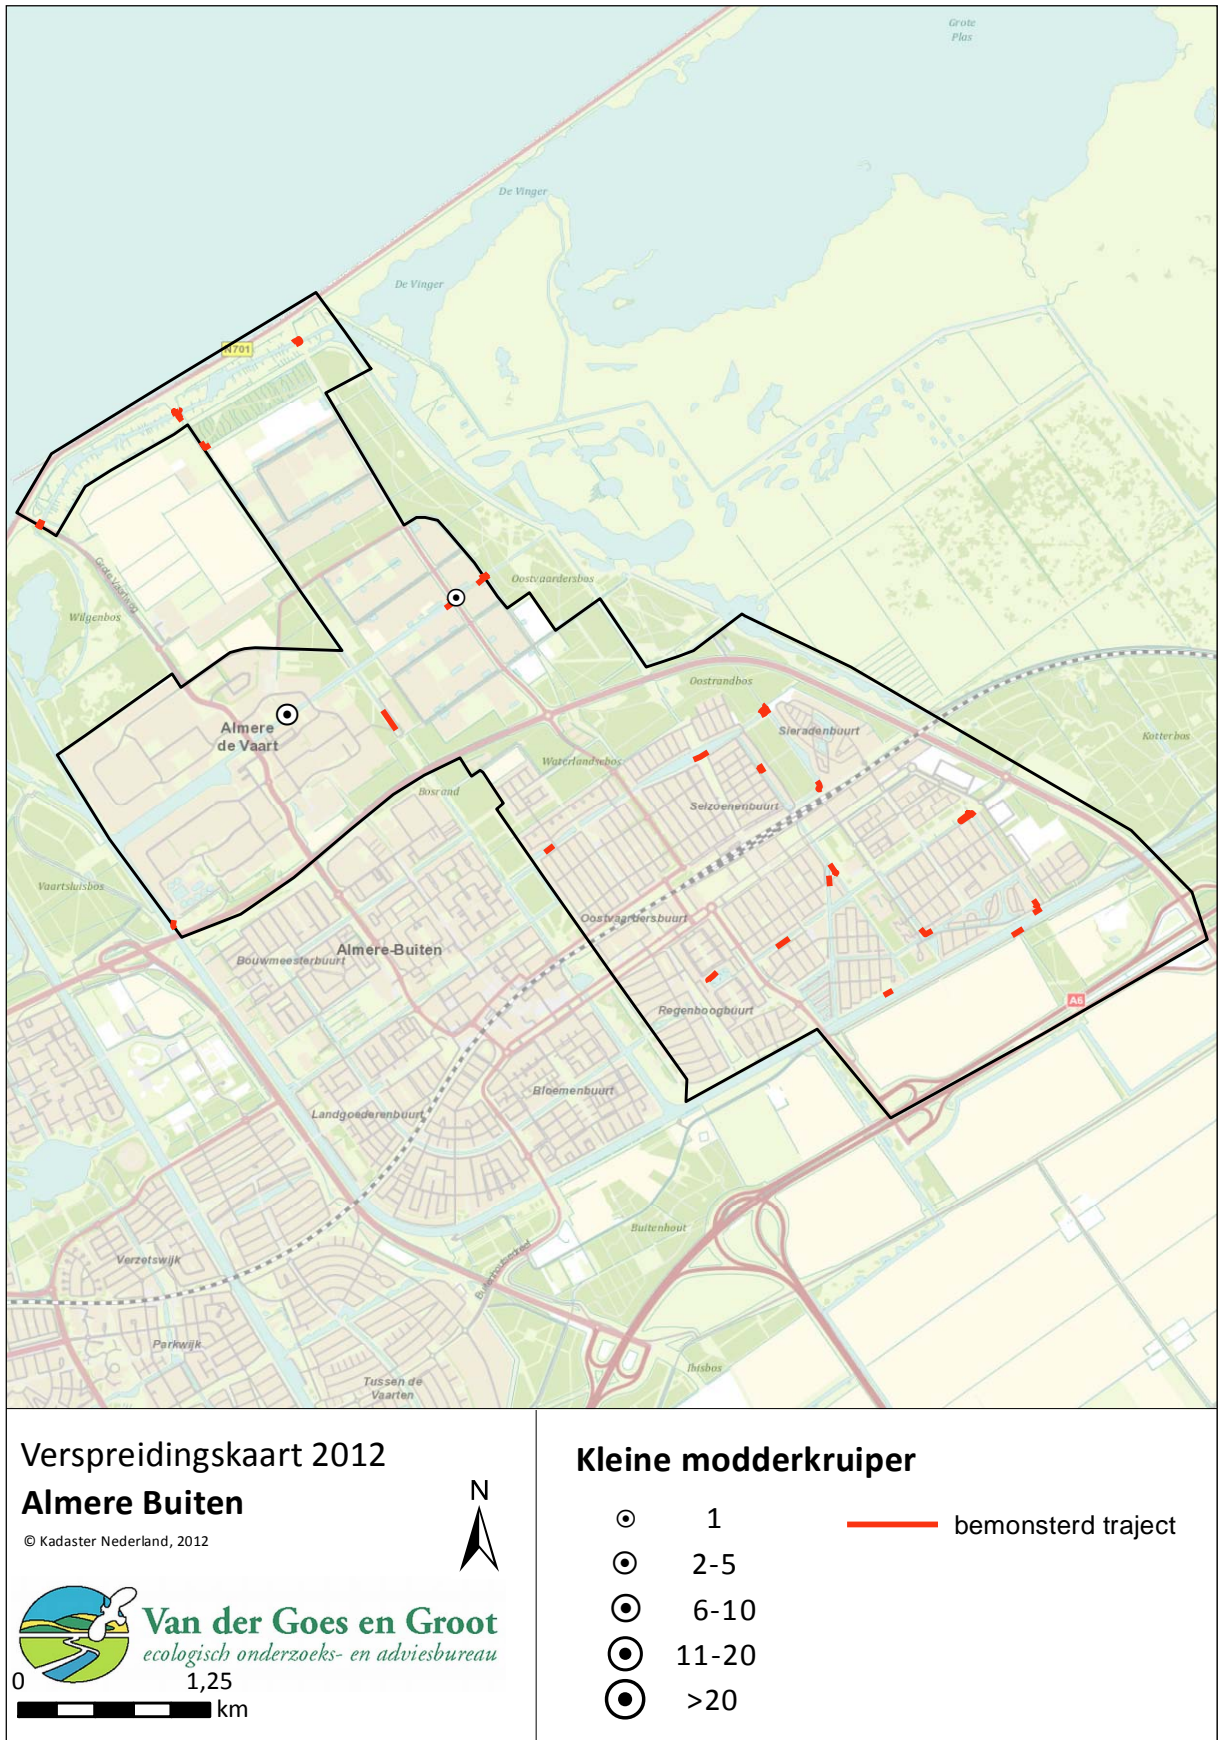 Grote
Plas
De Vinger
De Vinger
N701
Grote Vaartweg
Oostvaardersbos
Wilgenbos
Oostrandbos
Almere
de Vaart
Sieradenbuurt
Kotterbos
Waterlandsebos
Bosrand
Seizoenenbuurt
Vaartsluisbos
Oostvaardersbuurt
Almere-Buiten
Bouwmeesterbuurt
A6
Regenboogbuurt
Bloemenbuurt
Landgoederenbuurt
Buitenhout
Verzetswijk
Parkwijk
Ibisbos
Tussen de
Vaarten
Verspreidingskaart 2012
Almere Buiten
© Kadaster Nederland, 2012
N
Van der Goes en Groot
ecologisch onderzoeks- en adviesbureau
0 1,25
km
Kleine modderkruiper
1
2-5
6-10
11-20
>20
bemonsterd traject